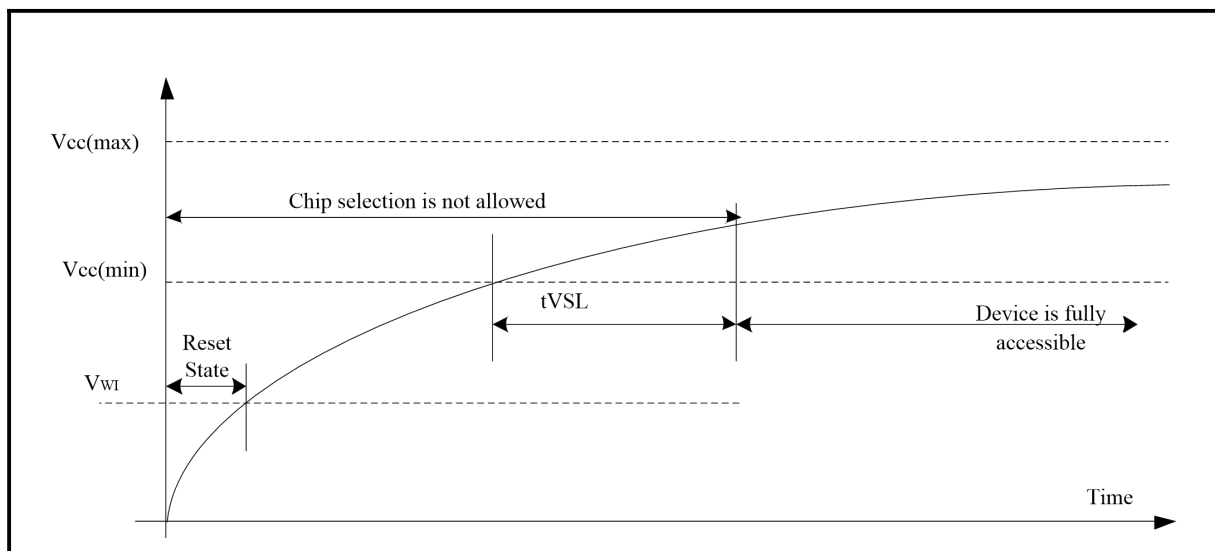 Vcc(max)
Chip selection is not allowed
Vcc(min)
tVSL
Device is fully
accessible
Reset
State
VWI
Time